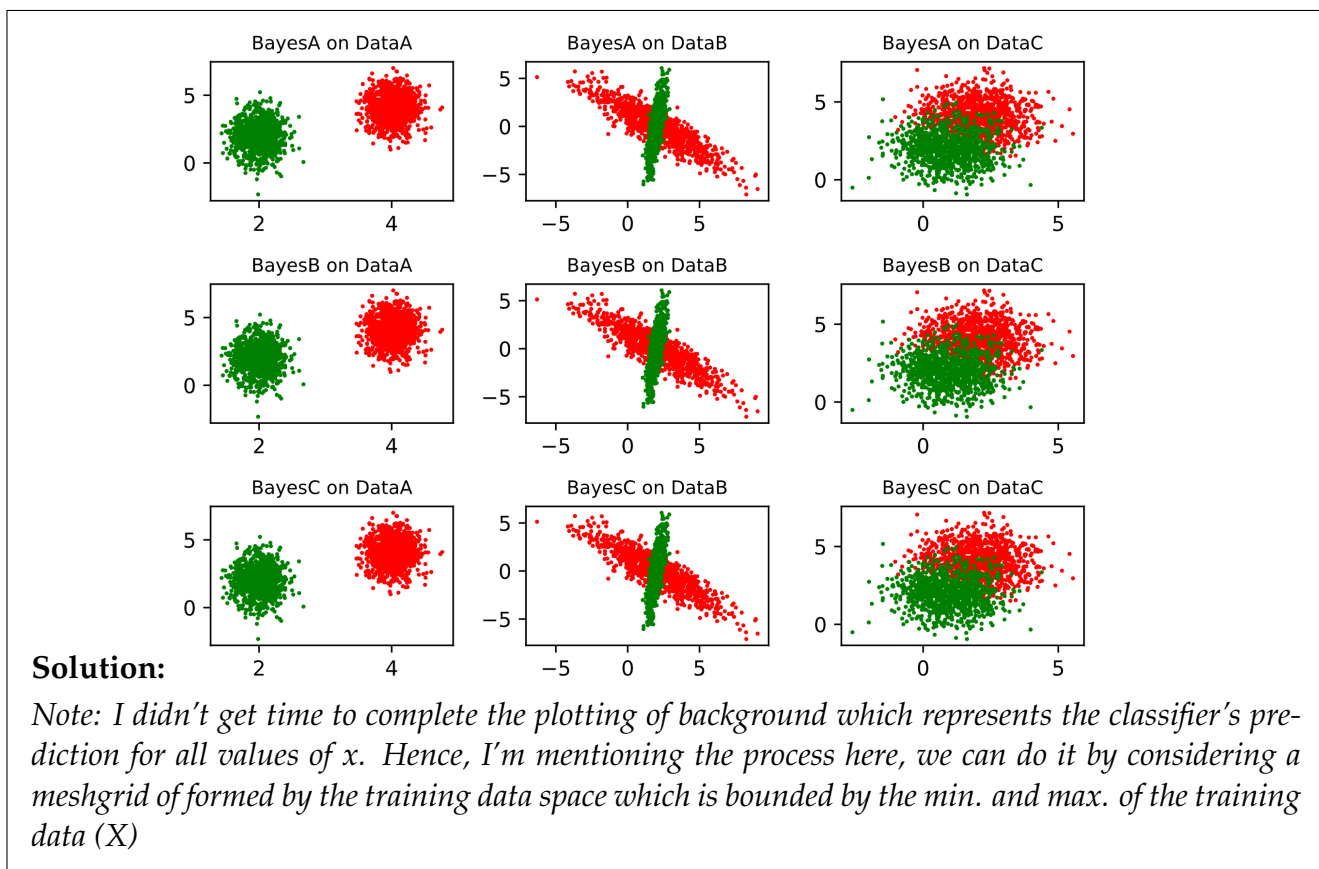 BayesA on DataA
BayesA on DataB
BayesA on DataC
5
0
2 4
5
0
−5
−5 0 5
5
0
0 5
BayesB on DataA
BayesB on DataB
BayesB on DataC
5
0
2 4
5
0
−5
−5 0 5
5
0
0 5
BayesC on DataA
BayesC on DataB
BayesC on DataC
5
0
2 4
5
0
−5
−5 0 5
5
0
0 5
Solution:
Note: I didn't get time to complete the plotting of background which represents the classifier's pre-
diction for all values of x. Hence, I'm mentioning the process here, we can do it by considering a
meshgrid of formed by the training data space which is bounded by the min. and max. of the training
data (X)